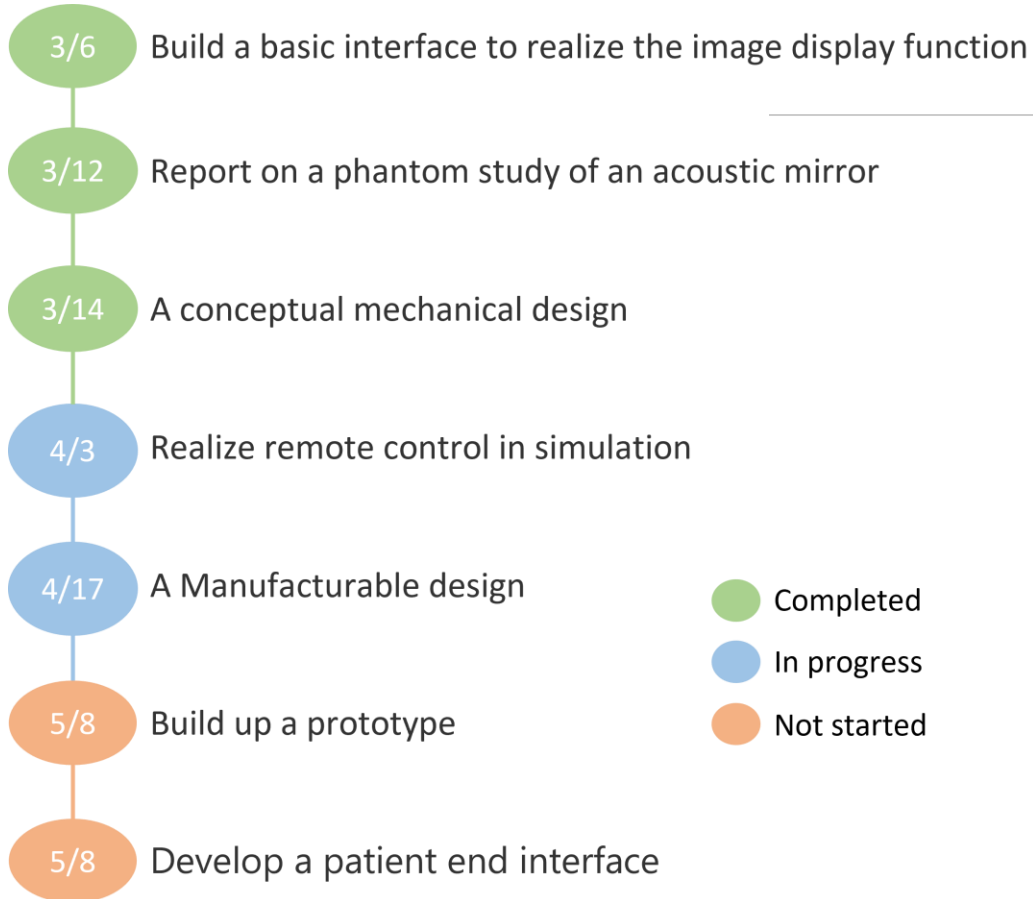 3/6 Build a basic interface to realize the image display function
3/12 Report on a phantom study of an acoustic mirror
3/14 A conceptual mechanical design
4/3 Realize remote control in simulation
4/17 A Manufacturable design
5/8 Build up a prototype
5/8 Develop a patient end interface
Completed
In progress
Not started